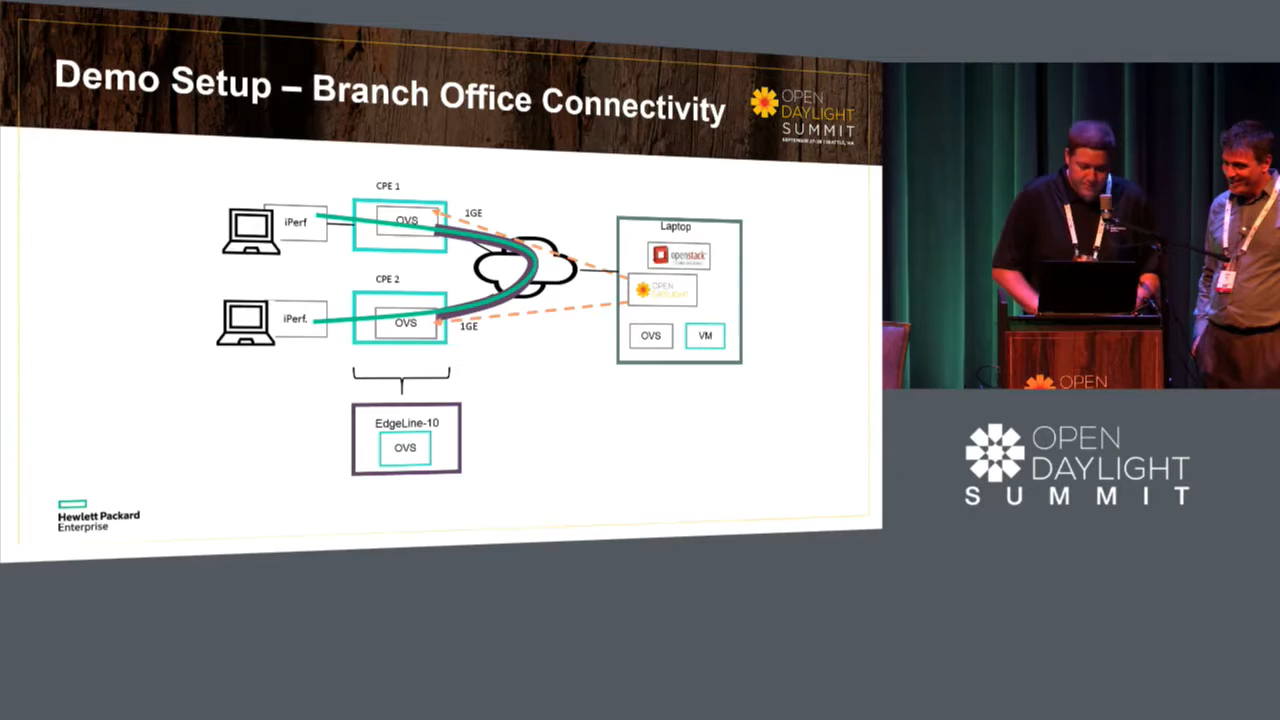 Demo Setup – Branch Office Connectivity
OPEN
DAYLIGHT
SUMMIT
CPE 1
iPerf
OVS
1GE
CPE 2
iPerf.
OVS
1GE
Laptop
openstack
OPEN
DAYLIGHT
OVS
VM
EdgeLine-10
OVS
Hewlett Packard
Enterprise
OPEN
OPEN
DAYLIGHT
SUMMIT